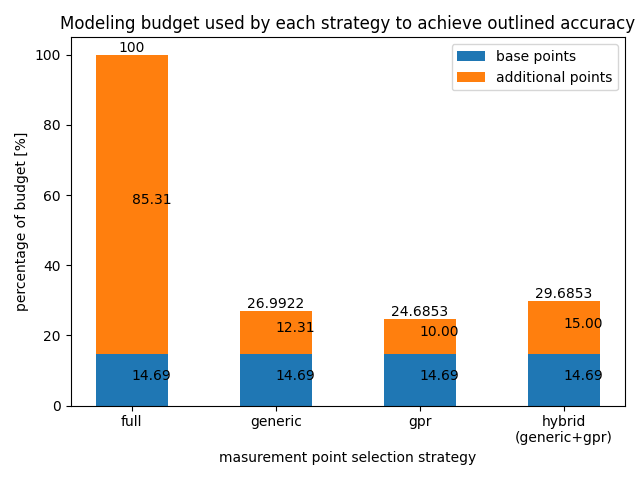 Modeling budget used by each strategy to achieve outlined accuracy
base points
additional points
percentage of budget [%]
100
80
60
40
20
0
100
85.31
14.69
26.9922
12.31
14.69
24.6853
10.00
14.69
29.6853
15.00
14.69
full
generic
gpr
hybrid
(generic+gpr)
masurement point selection strategy